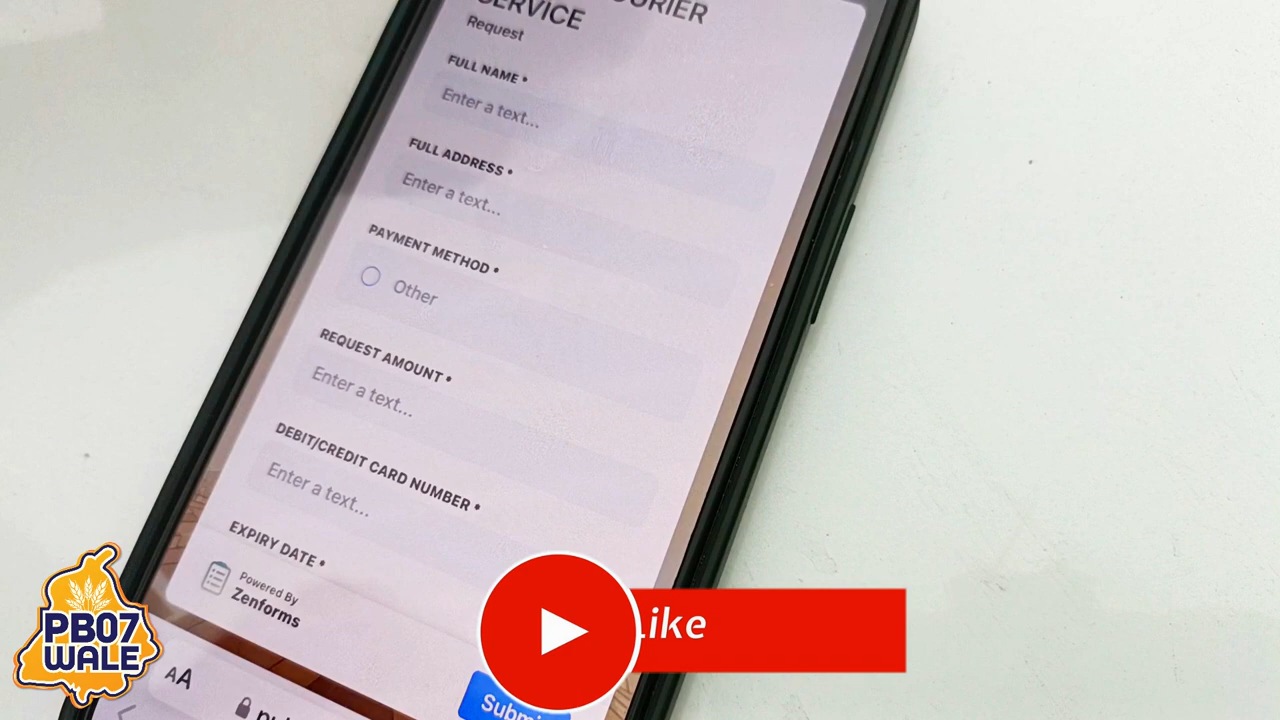 SERVICE
Request
FULL NAME •
Enter a text...
FULL ADDRESS •
Enter a text...
PAYMENT METHOD •
Other
REQUEST AMOUNT •
Enter a text...
DEBIT/CREDIT CARD NUMBER •
Enter a text...
EXPIRY DATE •
Powered By
Zenforms
AA
Like
PB07
WALE